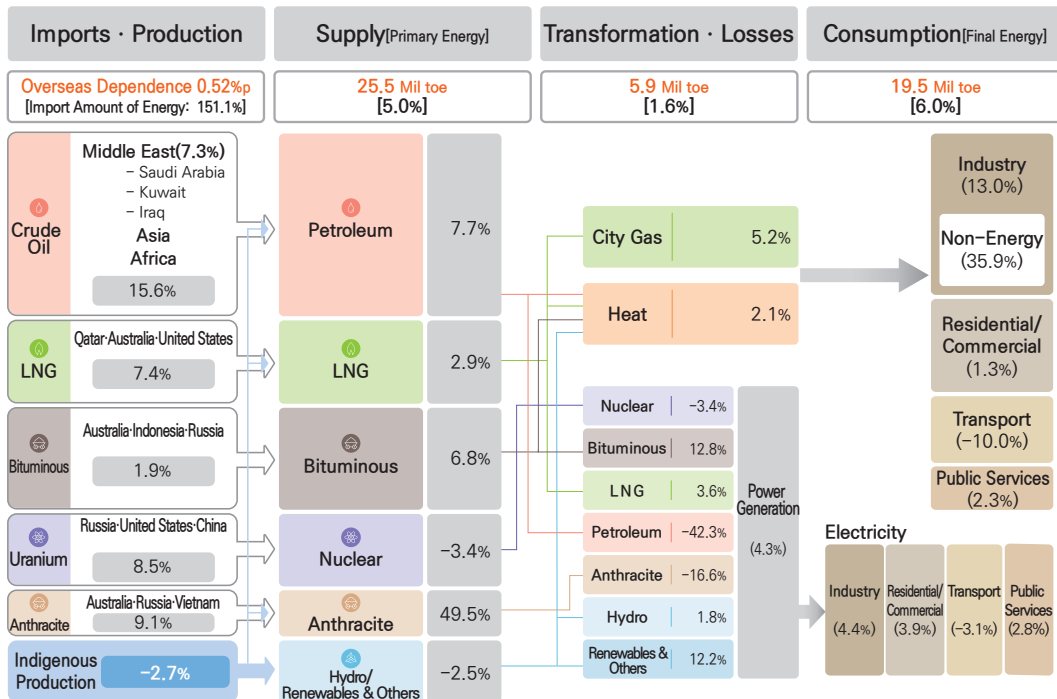 Imports · Production
Supply[Primary Energy]
Transformation · Losses
Consumption[Final Energy]
Overseas Dependence 0.52%p
[Import Amount of Energy: 151.1%]
25.5 Mil toe
[5.0%]
5.9 Mil toe
[1.6%]
19.5 Mil toe
[6.0%]
Crude
Oil
Middle East(7.3%)
- Saudi Arabia
- Kuwait
- Iraq
Asia
Africa
15.6%
LNG
Qatar·Australia·United States
7.4%
Bituminous
Australia·Indonesia·Russia
1.9%
Uranium
Russia·United States·China
8.5%
Anthracite
Australia·Russia·Vietnam
9.1%
Indigenous
Production
-2.7%
Petroleum
7.7%
LNG
2.9%
Bituminous
6.8%
Nuclear
-3.4%
Anthracite
49.5%
Hydro/
Renewables & Others
-2.5%
City Gas
5.2%
Heat
2.1%
Nuclear
-3.4%
Bituminous
12.8%
LNG
3.6%
Petroleum
-42.3%
Anthracite
-16.6%
Hydro
1.8%
Renewables &
Others
12.2%
Power
Generation
(4.3%)
Industry
(13.0%)
Non-Energy
(35.9%)
Residential/
Commercial
(1.3%)
Transport
(-10.0%)
Public Services
(2.3%)
Electricity
Industry
(4.4%)
Residential/
Commercial
(3.9%)
Transport
(-3.1%)
Public
Services
(2.8%)